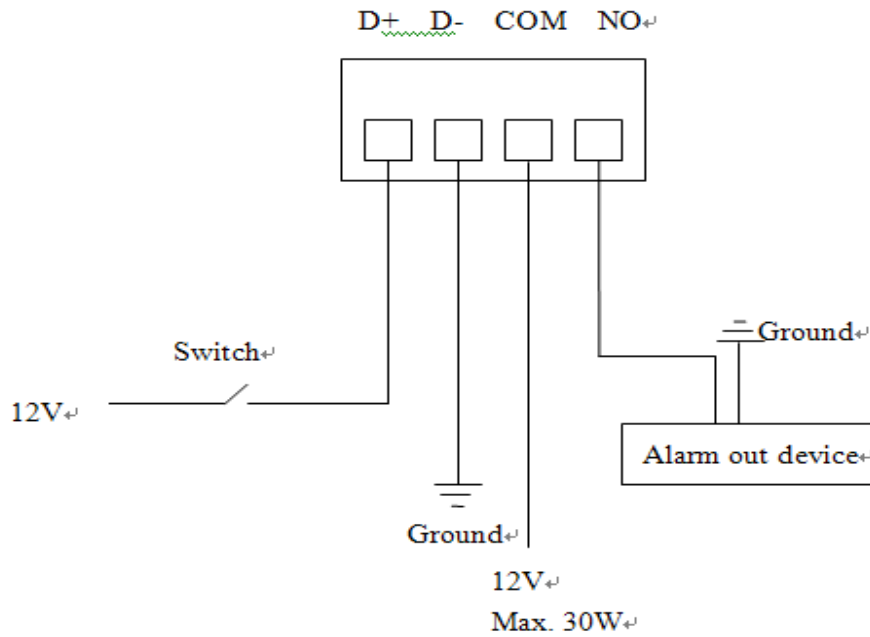 D+ D- COM NO↵
Switch↵
Ground↵
12V↵
Alarm out device↵
Ground↵
12V↵
Max. 30W↵